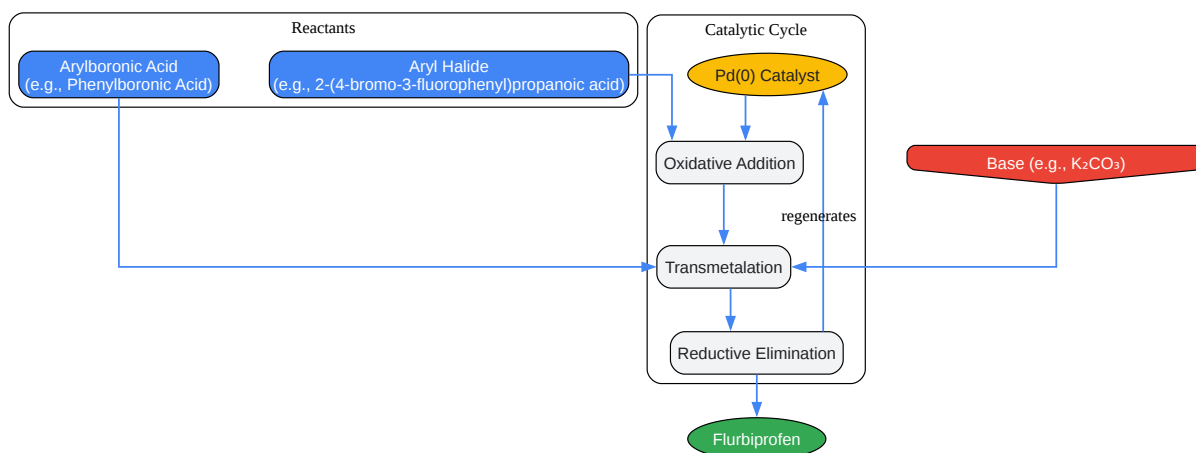 Reactants
Arylboronic Acid
(e.g., Phenylboronic Acid)
Aryl Halide
(e.g., 2-(4-bromo-3-fluorophenyl)propanoic acid)
Catalytic Cycle
Pd(0) Catalyst
Oxidative Addition
Base (e.g., K₂CO₃)
regenerates
Transmetalation
Reductive Elimination
Flurbiprofen